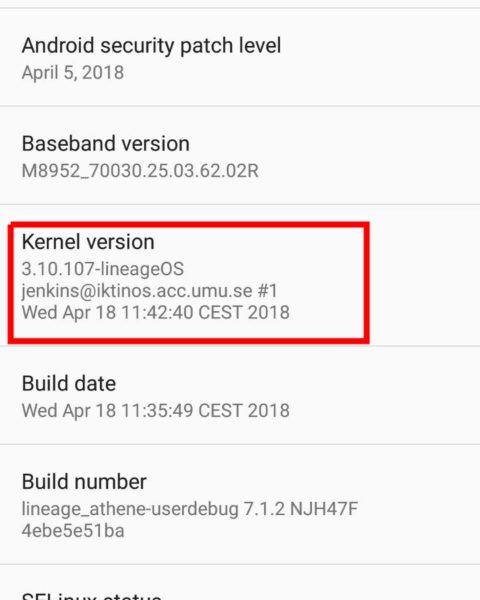 Android security patch level
April 5, 2018
Baseband version
M8952_70030.25.03.62.02R
Kernel version
3.10.107-lineageOS
jenkins@iktinos.acc.umu.se #1
Wed Apr 18 11:42:40 CEST 2018
Build date
Wed Apr 18 11:35:49 CEST 2018
Build number
lineage_athene-userdebug 7.1.2 NJH47F
4ebe5e51ba
SELinux status